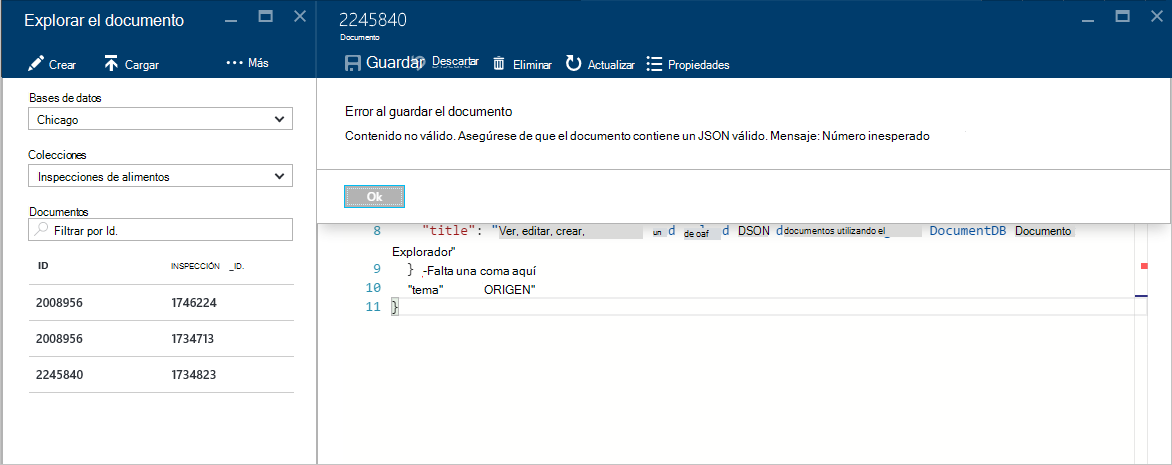 Explorar el documento
Crear Cargar ··· Más
Bases de datos
Chicago
Colecciones
Inspecciones de alimentos
Documentos
Filtrar por Id.
ID INSPECCIÓN _ID.
2008956 1746224
2008956 1734713
2245840 1734823
2245840
Documento
Guardar Descartar Eliminar Actualizar Propiedades
Error al guardar el documento
Contenido no válido. Asegúrese de que el documento contiene un JSON válido. Mensaje: Número inesperado
Ok
8 "title": "Ver, editar, crear, un d de oaf d DSON documentos utilizando el DocumentDB Documento
Explorador"
9 } -Falta una coma aquí
10 "tema" ORIGEN"
11 }